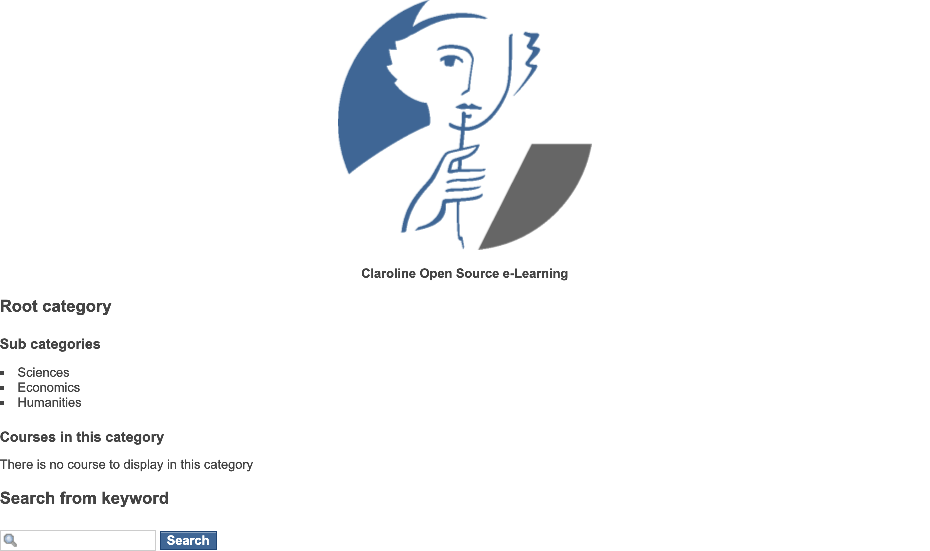 Claroline Open Source e-Learning
Root category
Sub categories
Sciences
Economics
Humanities
Courses in this category
There is no course to display in this category
Search from keyword
Search